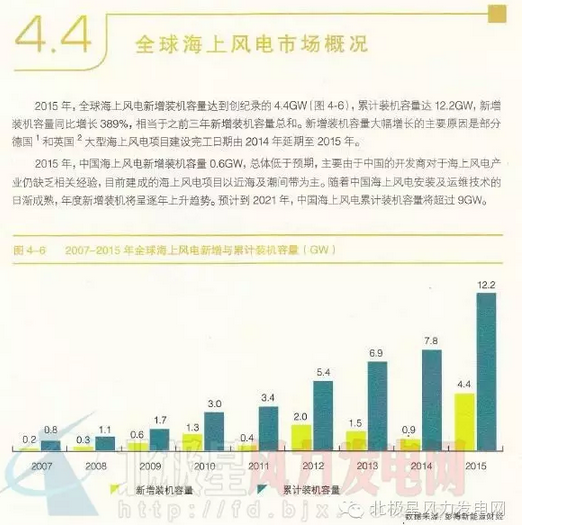 4.4 全球海上风电市场概况
2015 年，全球海上风电新增装机容量达到创纪录的 4.4GW（图 4-6），累计装机容量达 12.2GW，新增
装机容量同比增长 389%，相当于之前三年新增装机容量总和。新增装机容量大幅增长的主要原因是部分
德国 1 和英国 2 大型海上风电项目建设完工日期由 2014 年延期至 2015 年。
2015 年，中国海上风电新增装机容量 0.6GW，总体低于预期，主要由于中国的开发商对于海上风电产
业仍缺乏相关经验，目前建成的海上风电项目以近海及潮间带为主。随着中国海上风电安装及运维技术的
日渐成熟，年度新增装机将呈逐年上升趋势。预计到 2021 年，中国海上风电累计装机容量将超过 9GW。
图 4-6 2007-2015 年全球海上风电新增与累计装机容量（GW）
12.2
7.8
6.9
5.4
4.4
3.4
3.0
2.0
1.7
1.5
1.3
1.1
0.8
0.9
0.6
0.4
0.3
0.2
2007 2008 2009 2010 2011 2012 2013 2014 2015
新增装机容量 累计装机容量
北极星风力发电网
http://fd.bjx
北极星风力发电网
数据来源：彭博新能源财经